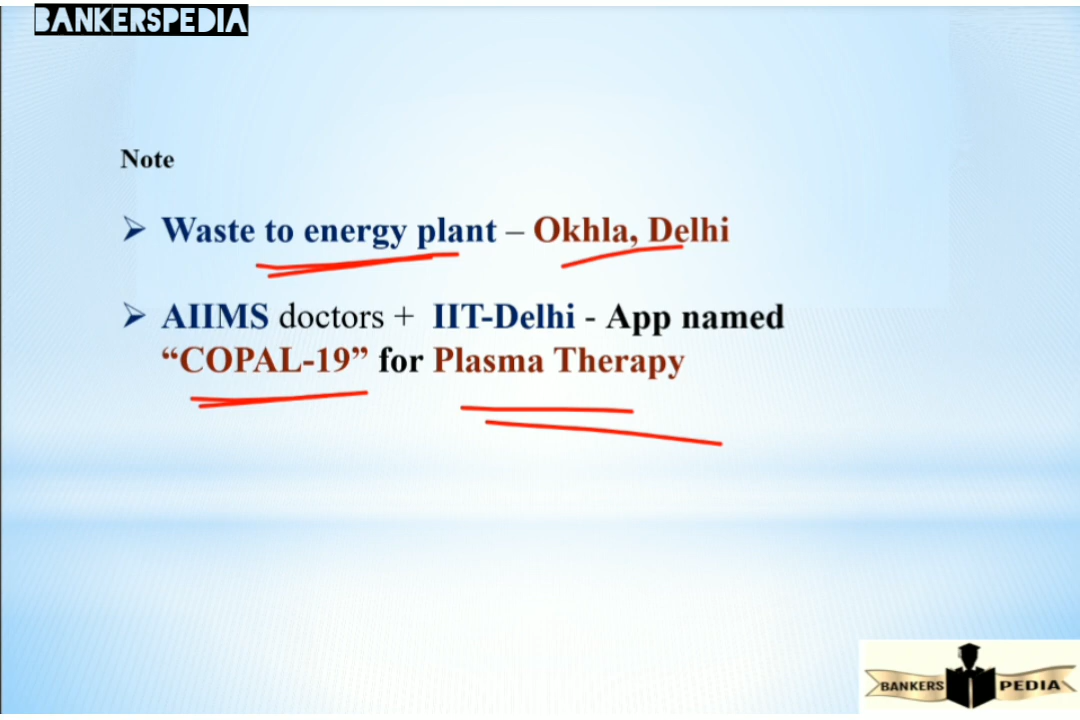 BANKERSPEDIA
Note
➢ Waste to energy plant – Okhla, Delhi
➢ AIIMS doctors + IIT-Delhi - App named
“COPAL-19” for Plasma Therapy
BANKERS PEDIA